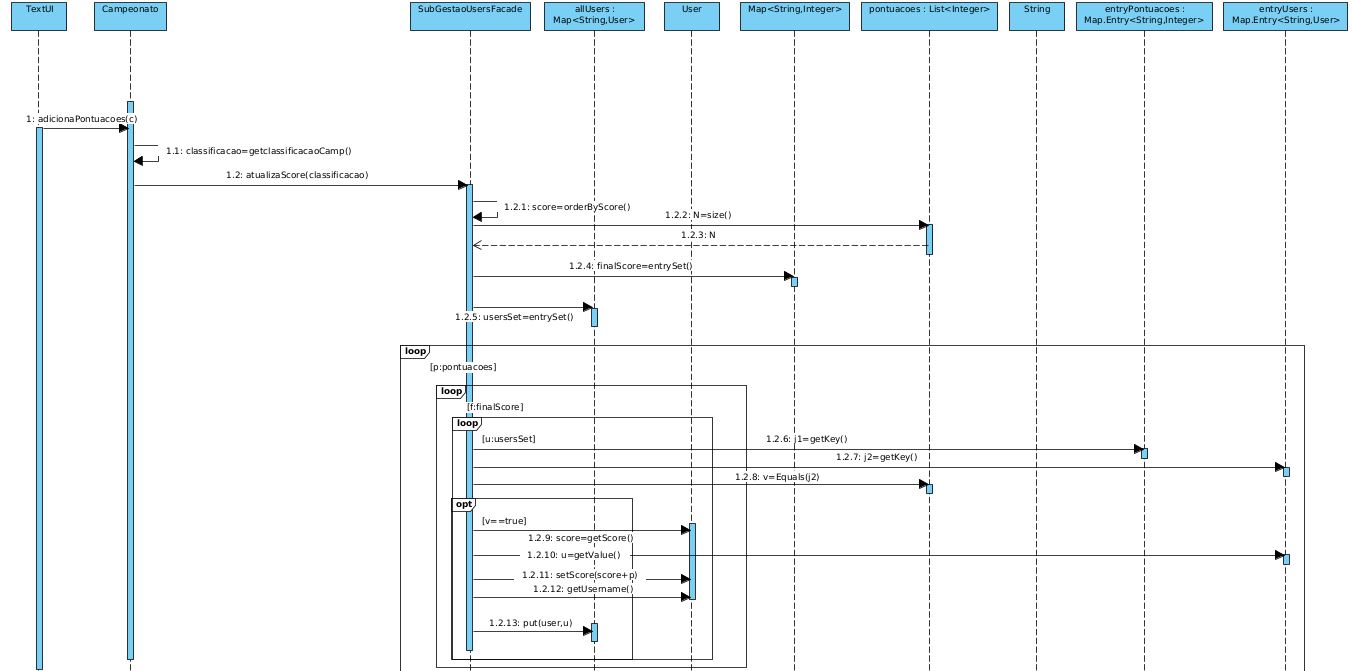 TextUI
Campeonato
SubGestaoUsersFacade
allUsers :
Map<String,User>
User
Map<String,Integer>
pontuacoes : List<Integer>
String
entryPontuacoes :
Map.Entry<String,Integer>
entryUsers :
Map.Entry<String,User>
1: adicionaPontuacoes(c)
1.1: classificacao=getclassificacaoCamp()
1.2: atualizaScore(classificacao)
1.2.1: score=orderByScore()
1.2.2: N=size()
1.2.3: N
1.2.4: finalScore=entrySet()
1.2.5: usersSet=entrySet()
loop
[p:pontuacoes]
loop
[f:finalScore]
loop
[u:usersSet]
1.2.6: j1=getKey()
1.2.7: j2=getKey()
1.2.8: v=Equals(j2)
opt
[v==true]
1.2.9: score=getScore()
1.2.10: u=getValue()
1.2.11: setScore(score+p)
1.2.12: getUsername()
1.2.13: put(user,u)